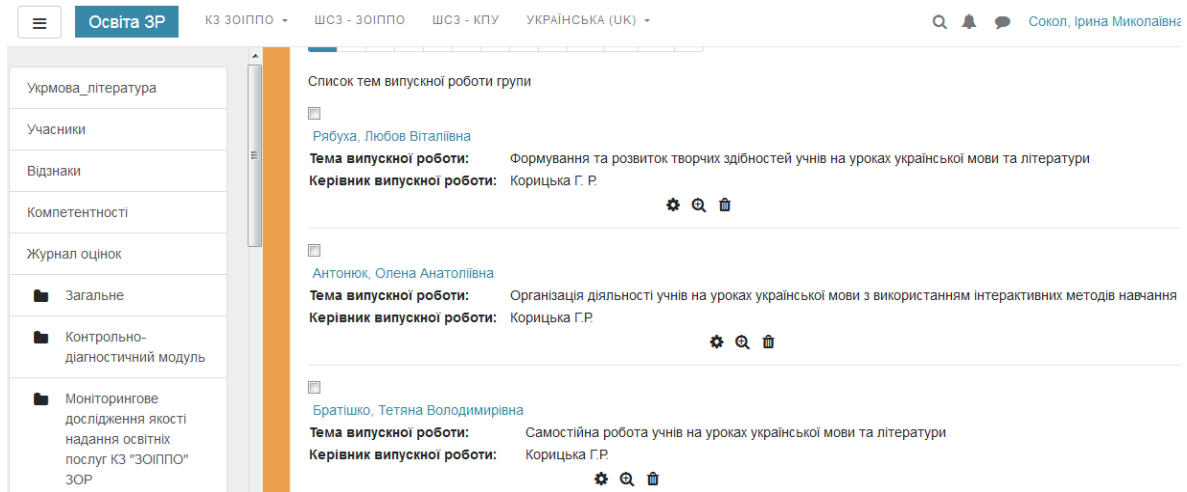 Освіта ЗР
КЗ ЗОІППО
ШСЗ - ЗОІППО
ШСЗ - КПУ
УКРАЇНСЬКА (UK)
Сокол, Ірина Миколаївна
Укрмова_література
Учасники
Відзнаки
Компетентності
Журнал оцінок
Загальне
Контрольно-
діагностичний модуль
Моніторингове
дослідження якості
надання освітніх
послуг КЗ "ЗОІППО"
ЗОР
Список тем випускної роботи групи
Рябуха, Любов Віталіївна
Тема випускної роботи: Формування та розвиток творчих здібностей учнів на уроках української мови та літератури
Керівник випускної роботи: Корицька Г. Р.
Антонюк, Олена Анатоліївна
Тема випускної роботи: Організація діяльності учнів на уроках української мови з використанням інтерактивних методів навчання
Керівник випускної роботи: Корицька Г.Р.
Братішко, Тетяна Володимирівна
Тема випускної роботи: Самостійна робота учнів на уроках української мови та літератури
Керівник випускної роботи: Корицька Г.Р.